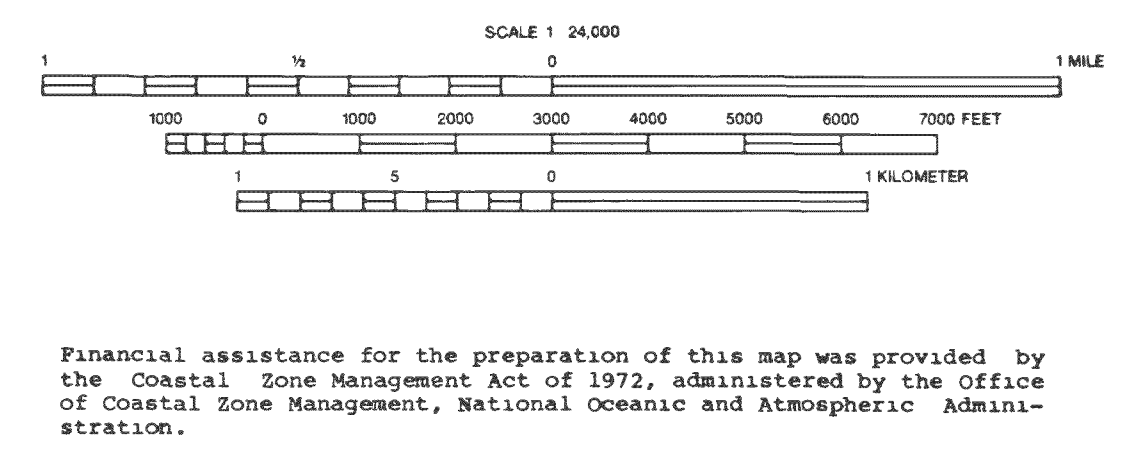 SCALE 1 24,000
1 ½ 0 1 MILE
1000 0 1000 2000 3000 4000 5000 6000 7000 FEET
1 5 0 1 KILOMETER
Financial assistance for the preparation of this map was provided by
the Coastal Zone Management Act of 1972, administered by the Office
of Coastal Zone Management, National Oceanic and Atmospheric Admini-
stration.